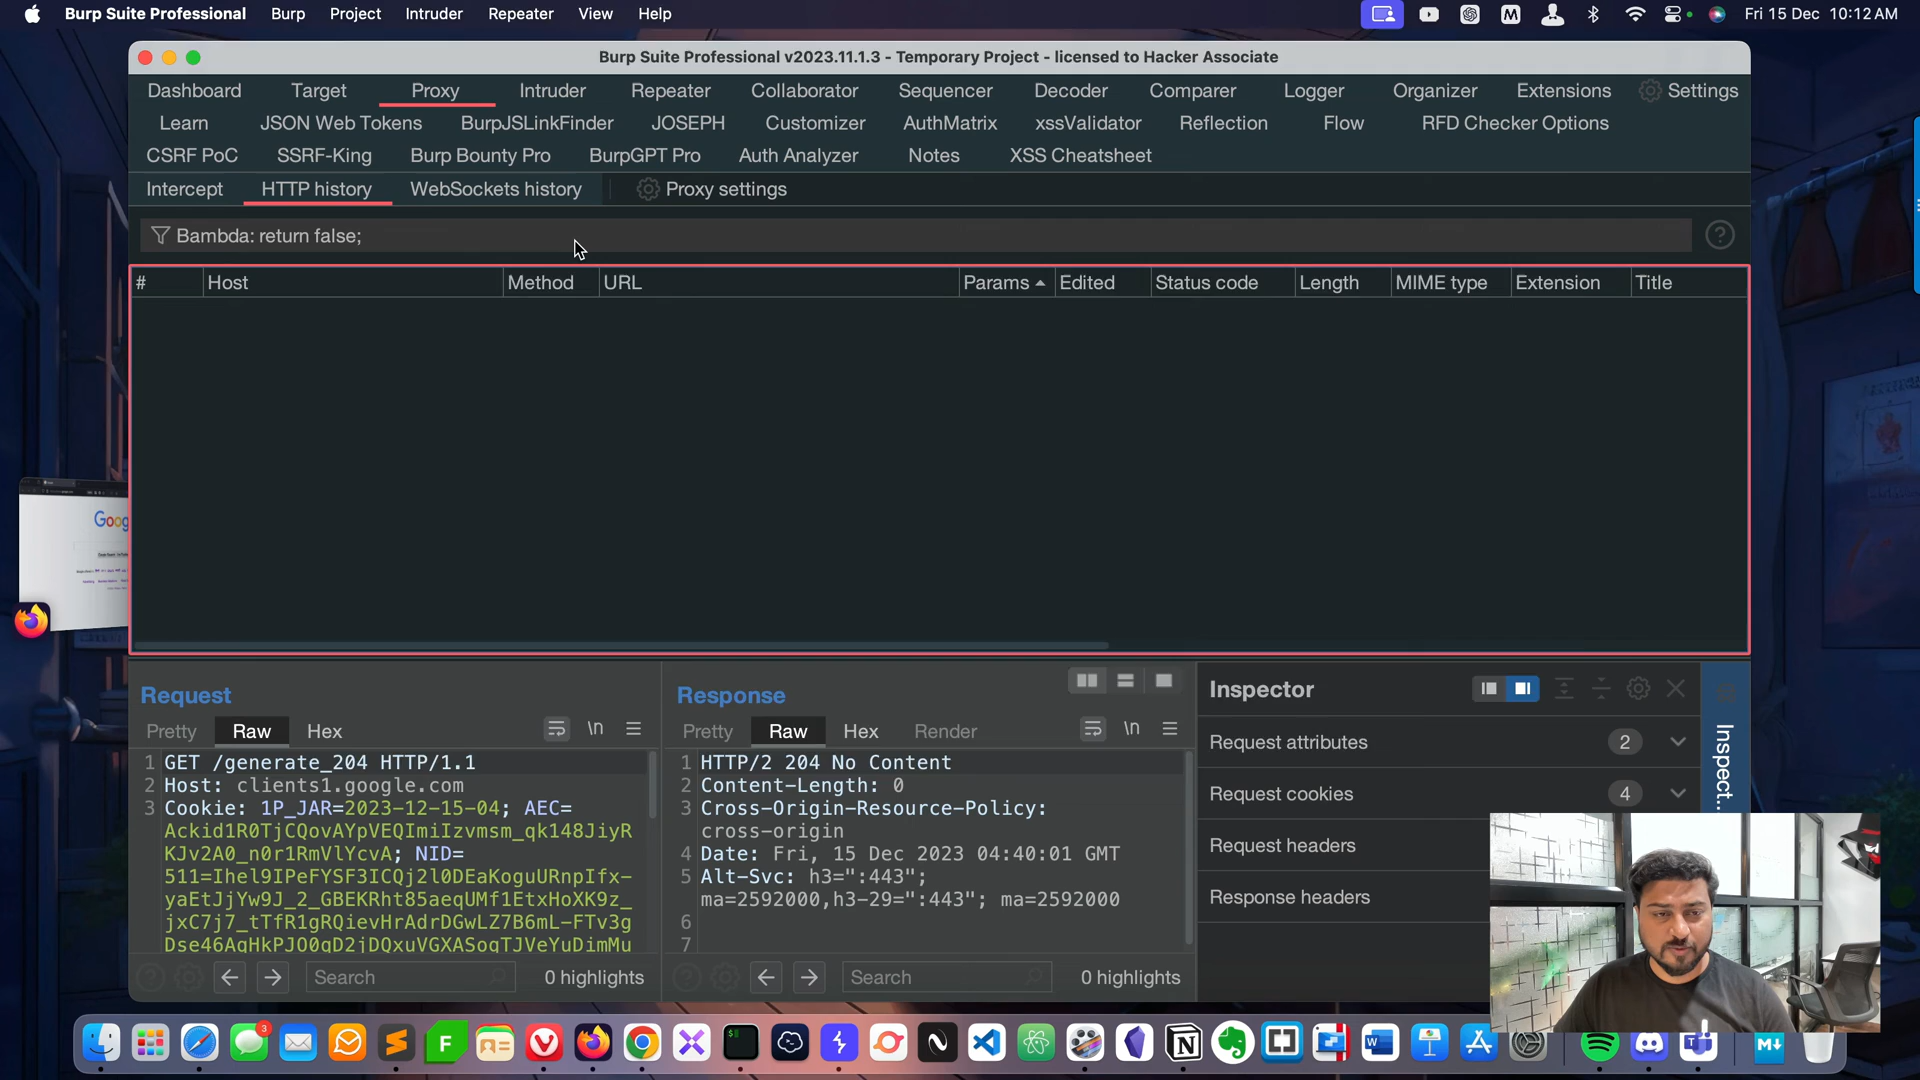 Burp Suite Professional Burp Project Intruder Repeater View Help Fri 15 Dec 10:12 AM
Burp Suite Professional v2023.11.1.3 - Temporary Project - licensed to Hacker Associate
Dashboard Target Proxy Intruder Repeater Collaborator Sequencer Decoder Comparer Logger Organizer Extensions Settings
Learn JSON Web Tokens BurpJSLinkFinder JOSEPH Customizer AuthMatrix xssValidator Reflection Flow RFD Checker Options
CSRF PoC SSRF-King Burp Bounty Pro BurpGPT Pro Auth Analyzer Notes XSS Cheatsheet
Intercept HTTP history WebSockets history Proxy settings
Bambda: return false;
# Host Method URL Params Edited Status code Length MIME type Extension Title
Goog
Request
Pretty Raw Hex \n
1 GET /generate_204 HTTP/1.1
2 Host: clients1.google.com
3 Cookie: 1P_JAR=2023-12-15-04; AEC=
Ackid1R0TjCQovAYpVEQImiIzvmsm_qk148JiyR
KJv2A0_n0r1RmVlYcvA; NID=
511=Ihel9IPeFYSF3ICQj2l0DEaKoguURnpIfx-
yaEtJjYw9J_2_GBEKRht85aeqUMf1EtxHoXK9z_
jxC7j7_tTfR1gRQievHrAdrDGwLZ7B6mL-FTv3g
Dse46AqHkPJO0qD2jDQxuVGXASoqTJVeYuDimMu
Search 0 highlights
Response
Pretty Raw Hex Render \n
1 HTTP/2 204 No Content
2 Content-Length: 0
3 Cross-Origin-Resource-Policy:
cross-origin
4 Date: Fri, 15 Dec 2023 04:40:01 GMT
5 Alt-Svc: h3=":443";
ma=2592000,h3-29=":443"; ma=2592000
6
7
Search 0 highlights
Inspector
Request attributes 2
Request cookies 4
Request headers
Response headers
Inspect...
3